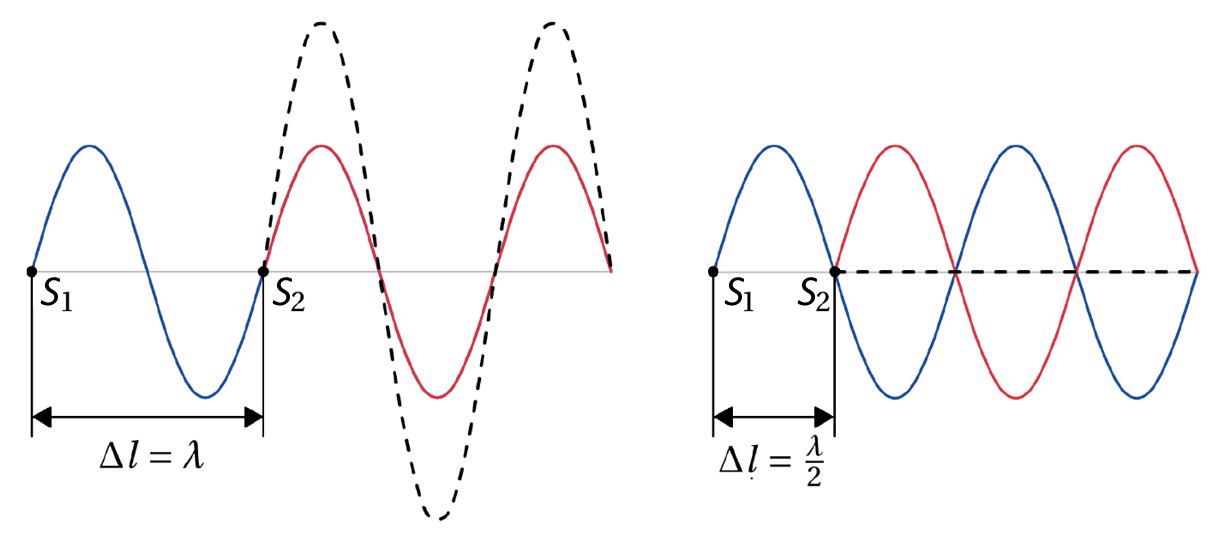 S₁
S₂
Δl = λ
S₁ S₂
Δl = λ/2